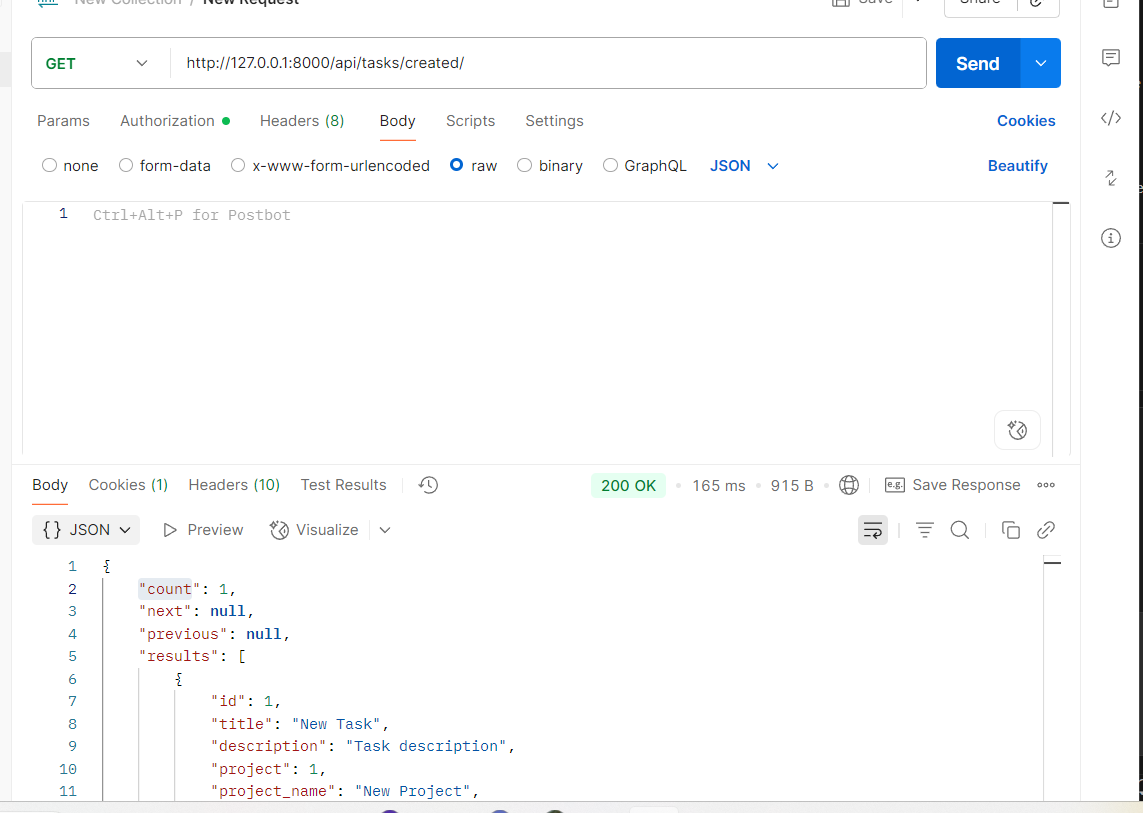 New Collection / New Request Save Share
GET http://127.0.0.1:8000/api/tasks/created/ Send
Params Authorization Headers (8) Body Scripts Settings Cookies
none form-data x-www-form-urlencoded raw binary GraphQL JSON Beautify
1 Ctrl+Alt+P for Postbot
Body Cookies (1) Headers (10) Test Results 200 OK • 165 ms • 915 B • e.g. Save Response
{} JSON Preview Visualize
1 {
2 "count": 1,
3 "next": null,
4 "previous": null,
5 "results": [
6 {
7 "id": 1,
8 "title": "New Task",
9 "description": "Task description",
10 "project": 1,
11 "project_name": "New Project",